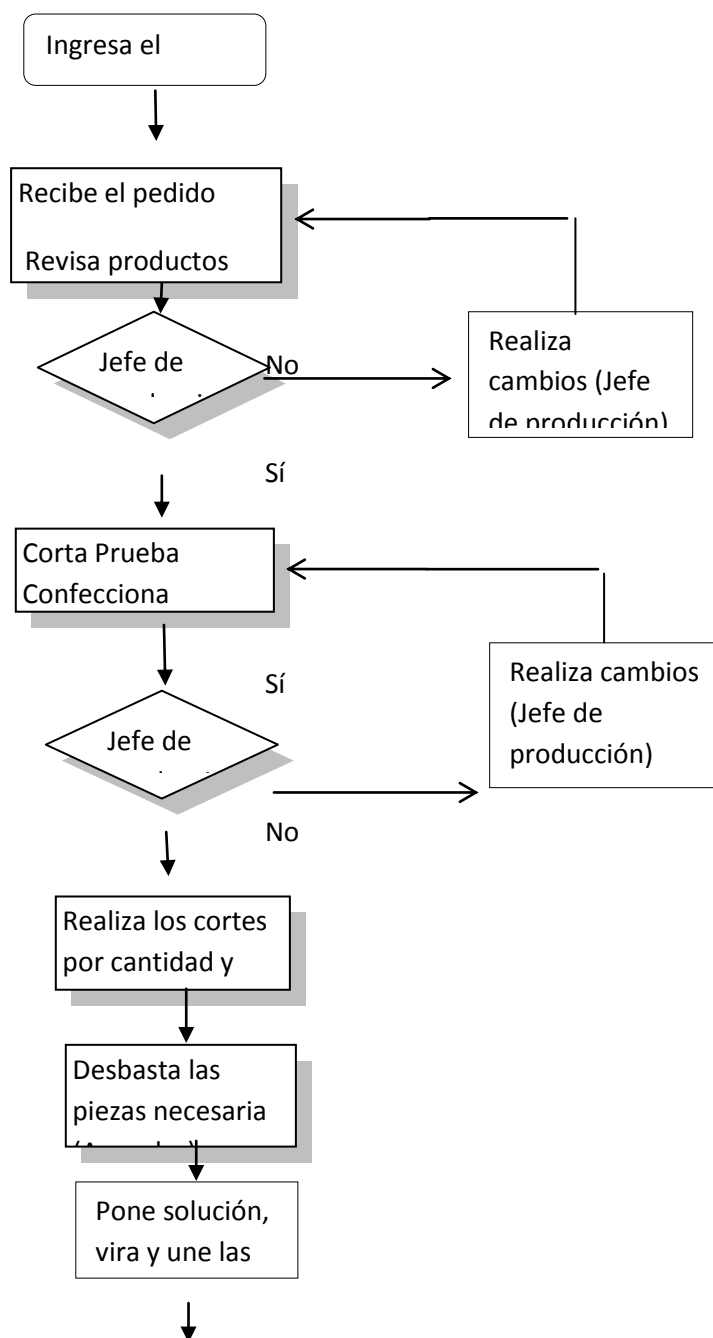 Ingresa el
Recibe el pedido
Revisa productos
Jefe de
No
Realiza
cambios (Jefe
de producción)
Sí
Corta Prueba
Confecciona
Sí
Realiza cambios
(Jefe de
producción)
Jefe de
No
Realiza los cortes
por cantidad y
Desbasta las
piezas necesaria
Pone solución,
vira y une las